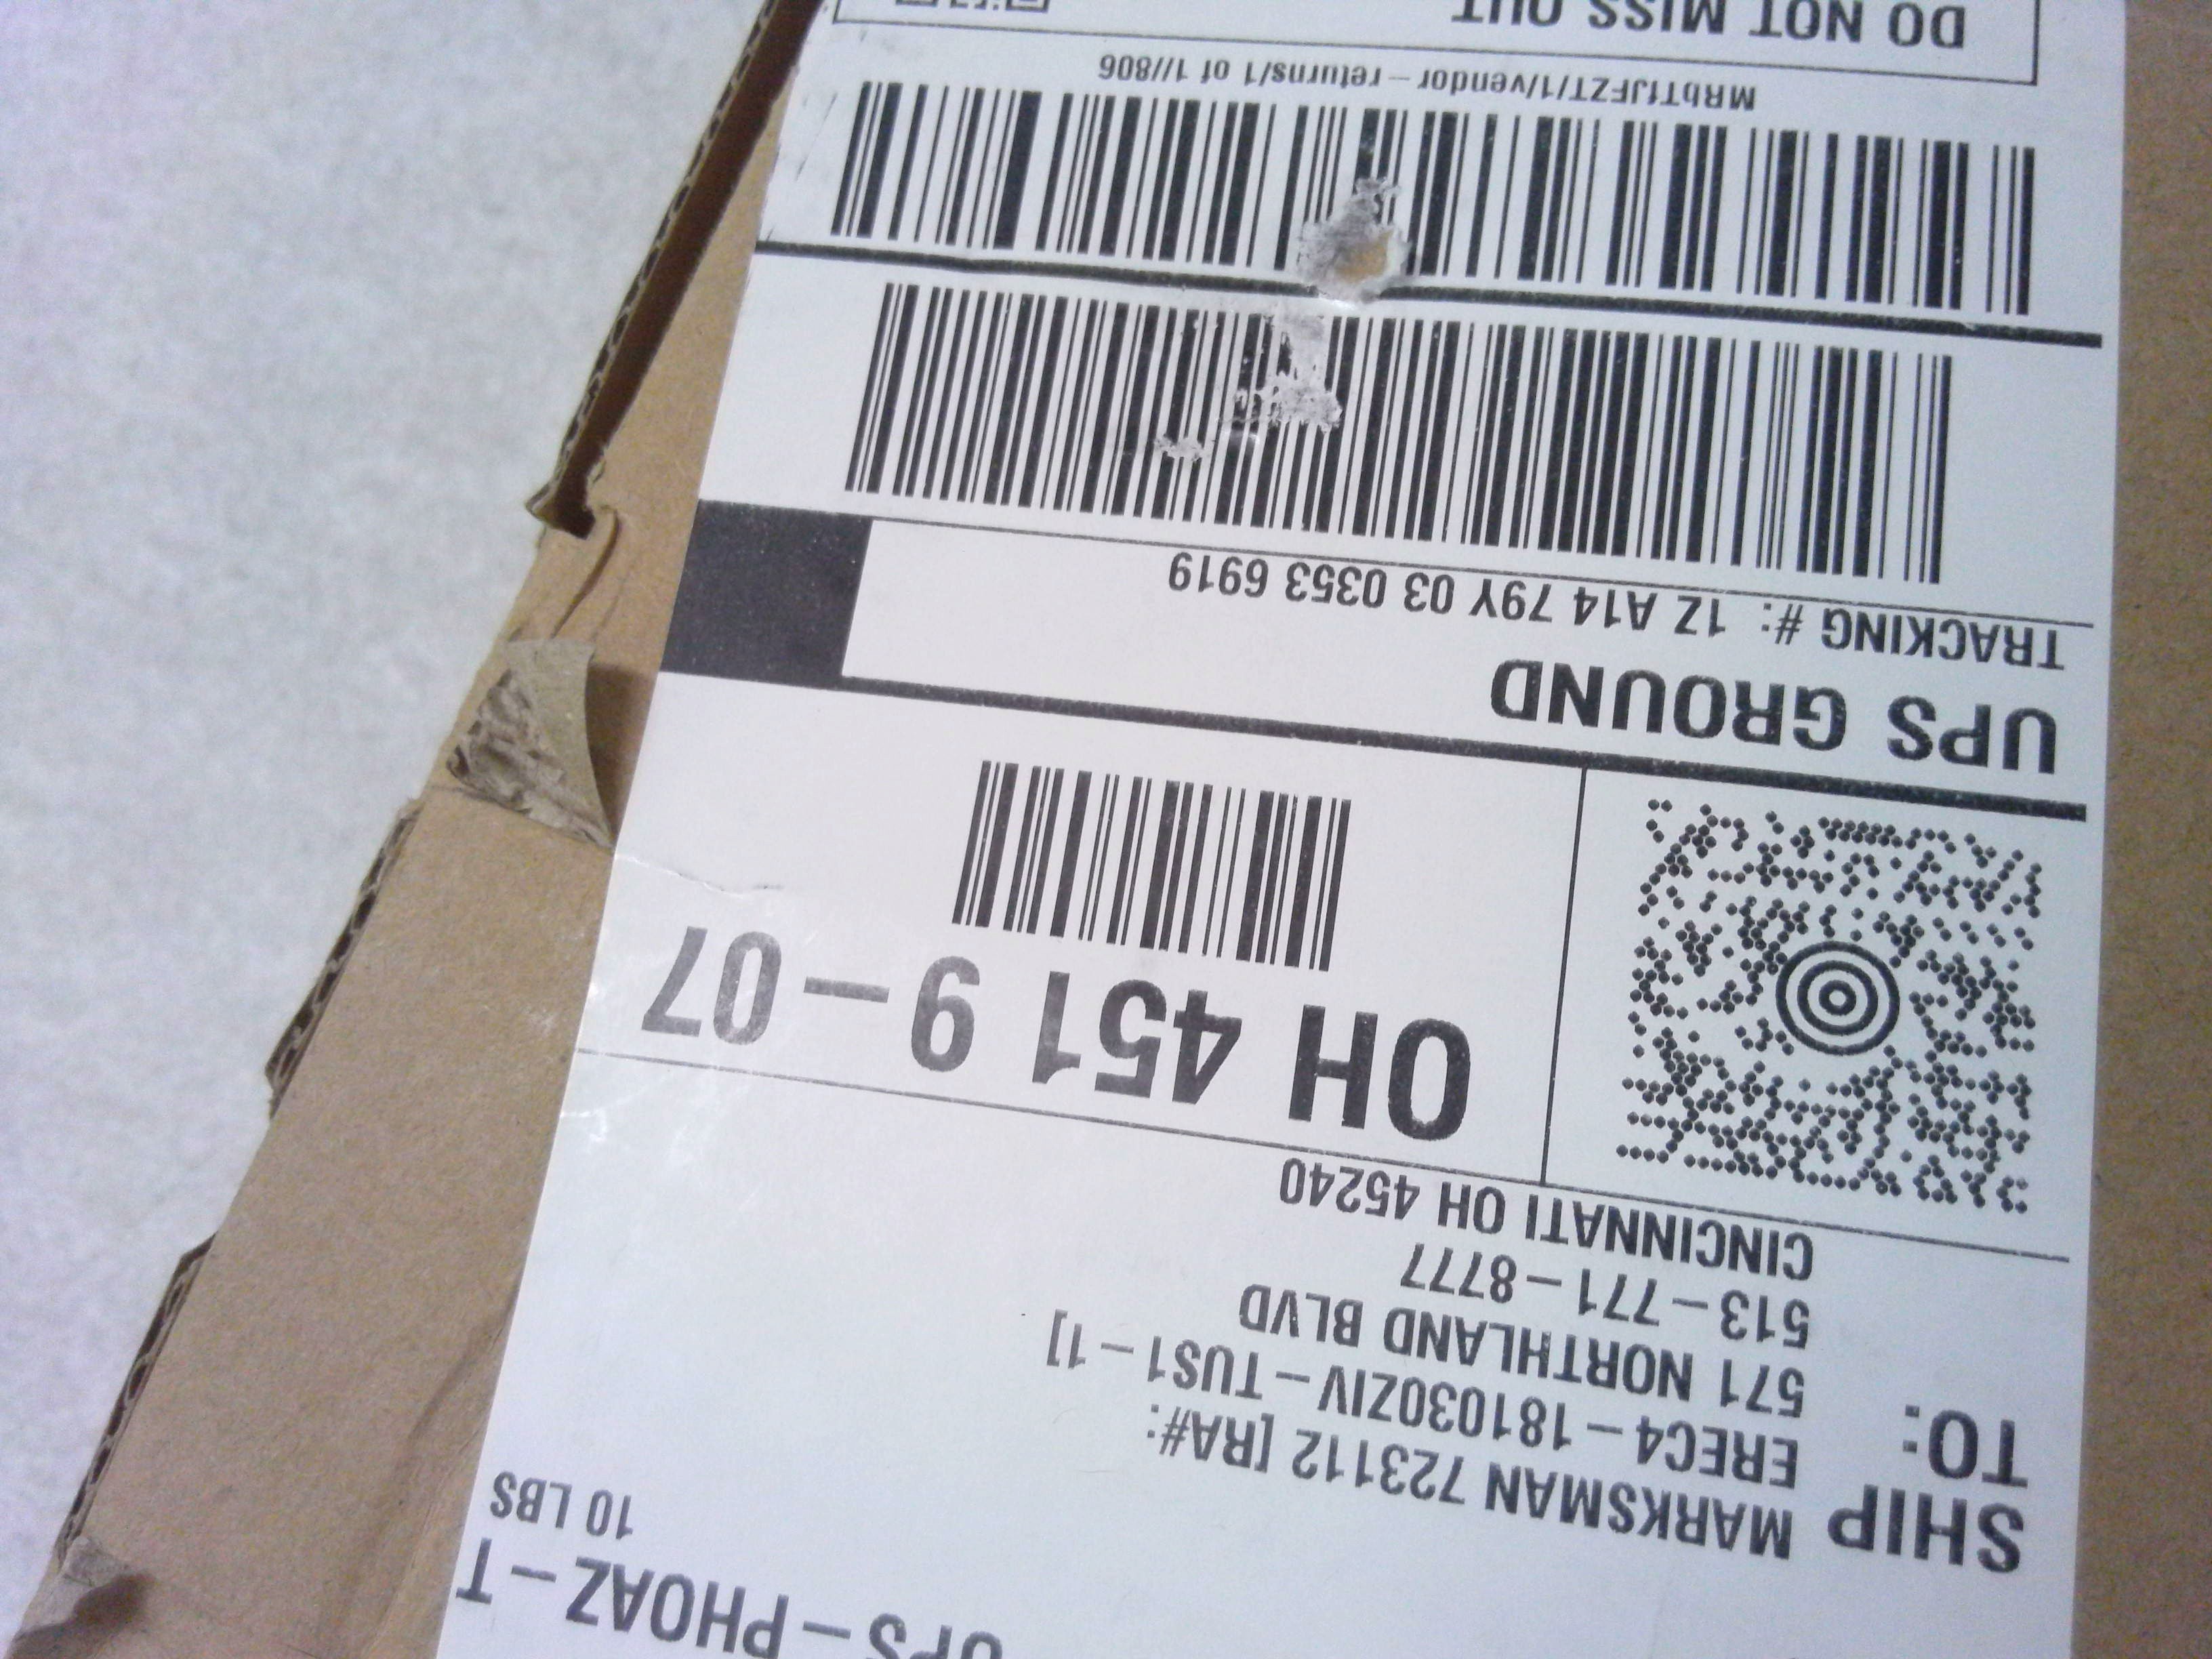 UPS-PHOAZ-T
10 LBS
SHIP
TO:
MARKSMAN 723112 [RA#:
EREC4-181030ZIV-TUS1-1]
571 NORTHLAND BLVD
513-771-8777
CINCINNATI OH 45240
OH 451 9-07
UPS GROUND
TRACKING #: 1Z A14 79Y 03 0353 6919
MRbT1JFZT/1/vendor-returns/1 of 1//806
DO NOT MISS OUT